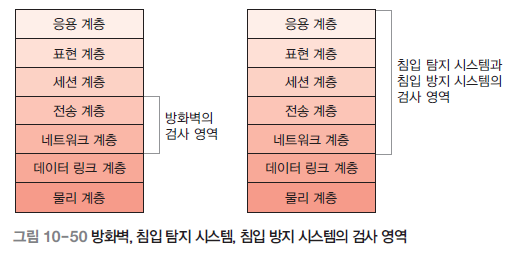 응용 계층
표현 계층
세션 계층
전송 계층
네트워크 계층
데이터 링크 계층
물리 계층
방화벽의
검사 영역
응용 계층
표현 계층
세션 계층
전송 계층
네트워크 계층
데이터 링크 계층
물리 계층
침입 탐지 시스템과
침입 방지 시스템의
검사 영역
그림 10-50 방화벽, 침입 탐지 시스템, 침입 방지 시스템의 검사 영역